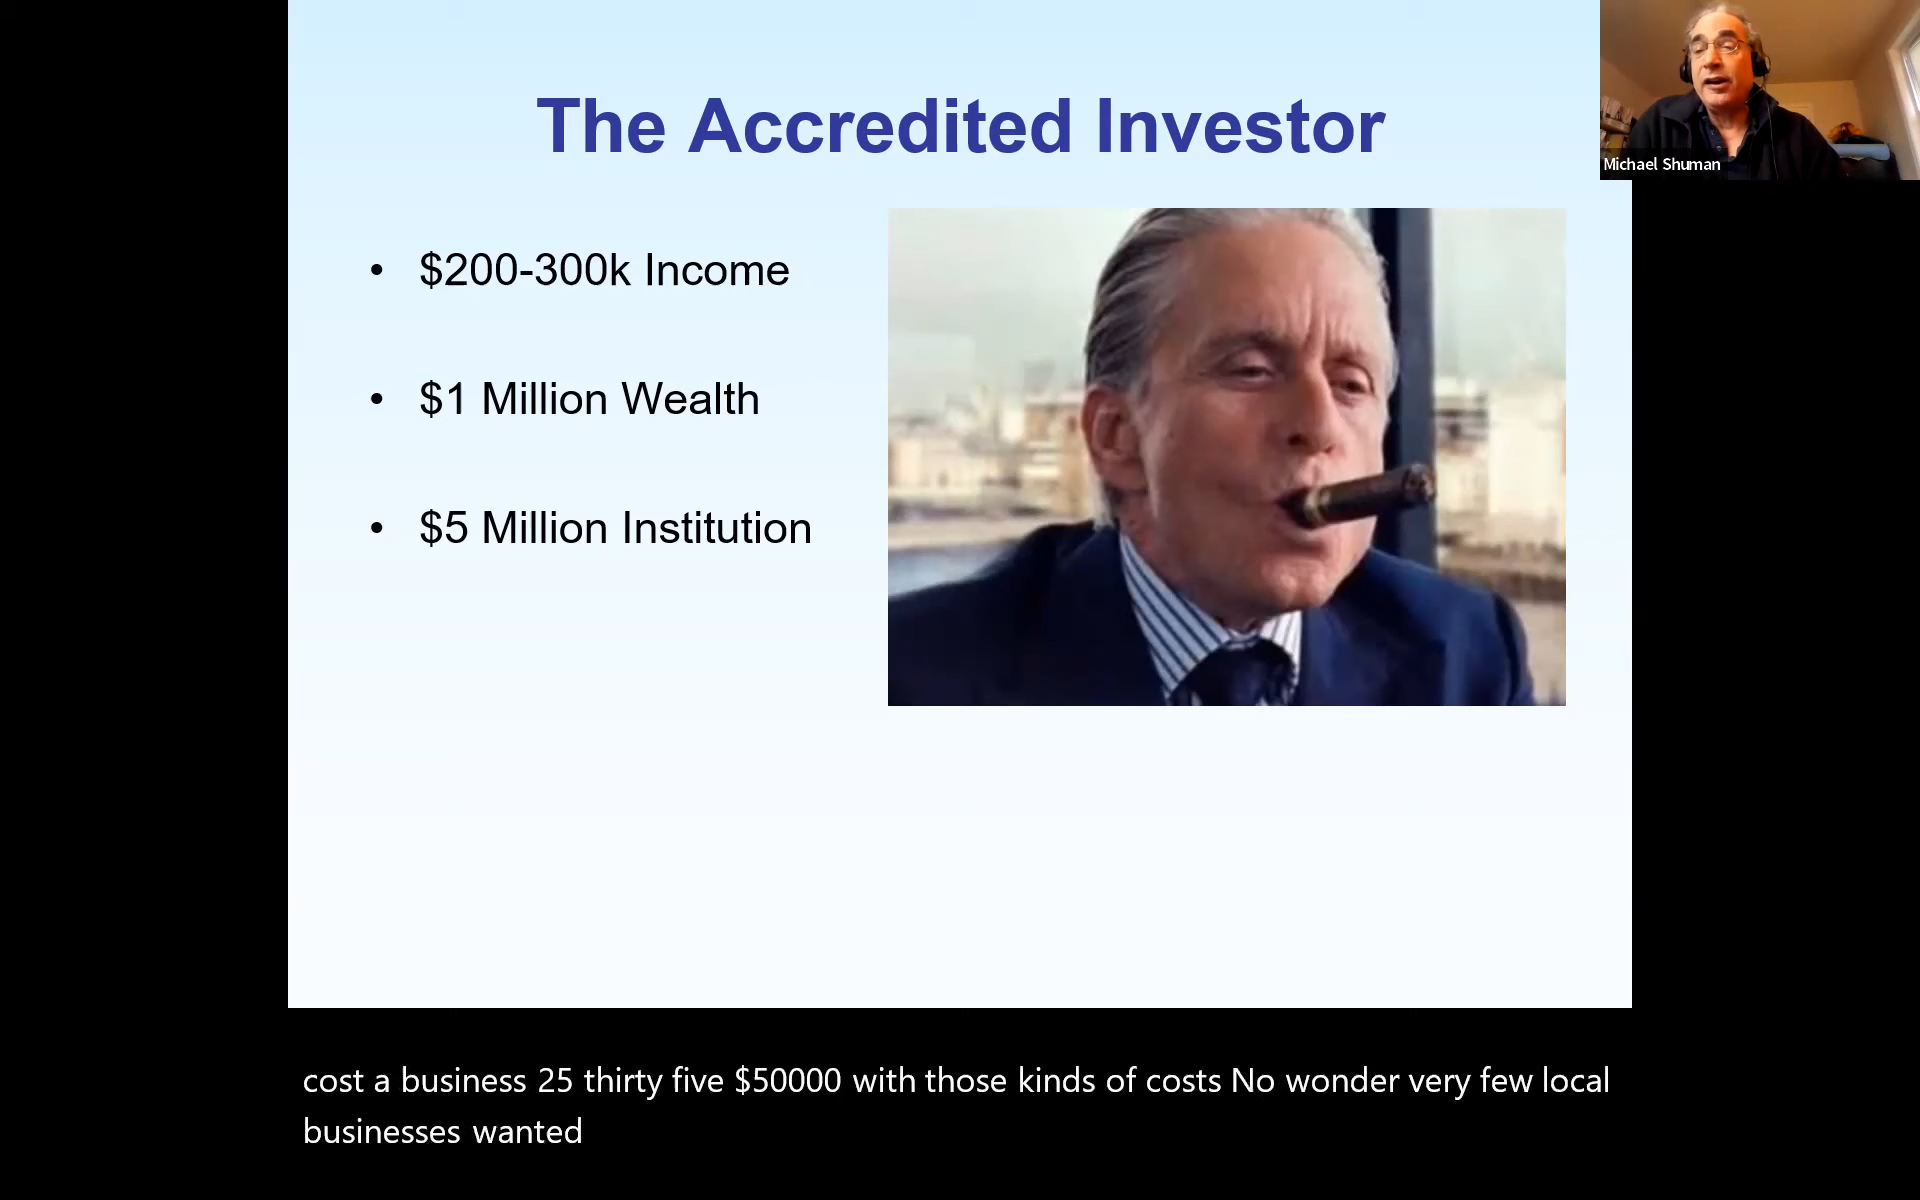 The Accredited Investor
Michael Shuman
• $200-300k Income
• $1 Million Wealth
• $5 Million Institution
cost a business 25 thirty five $50000 with those kinds of costs No wonder very few local
businesses wanted